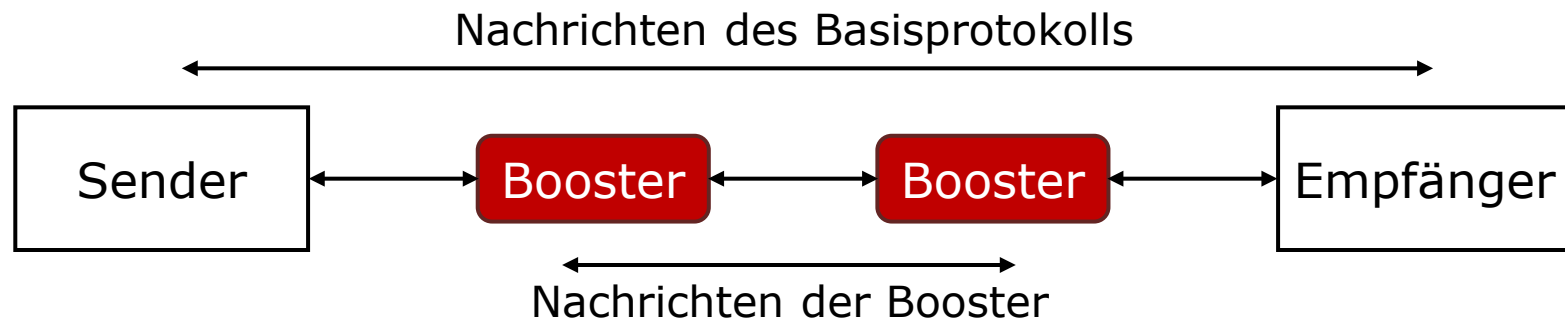 Nachrichten des Basisprotokolls
Sender Booster Booster Empfänger
Nachrichten der Booster